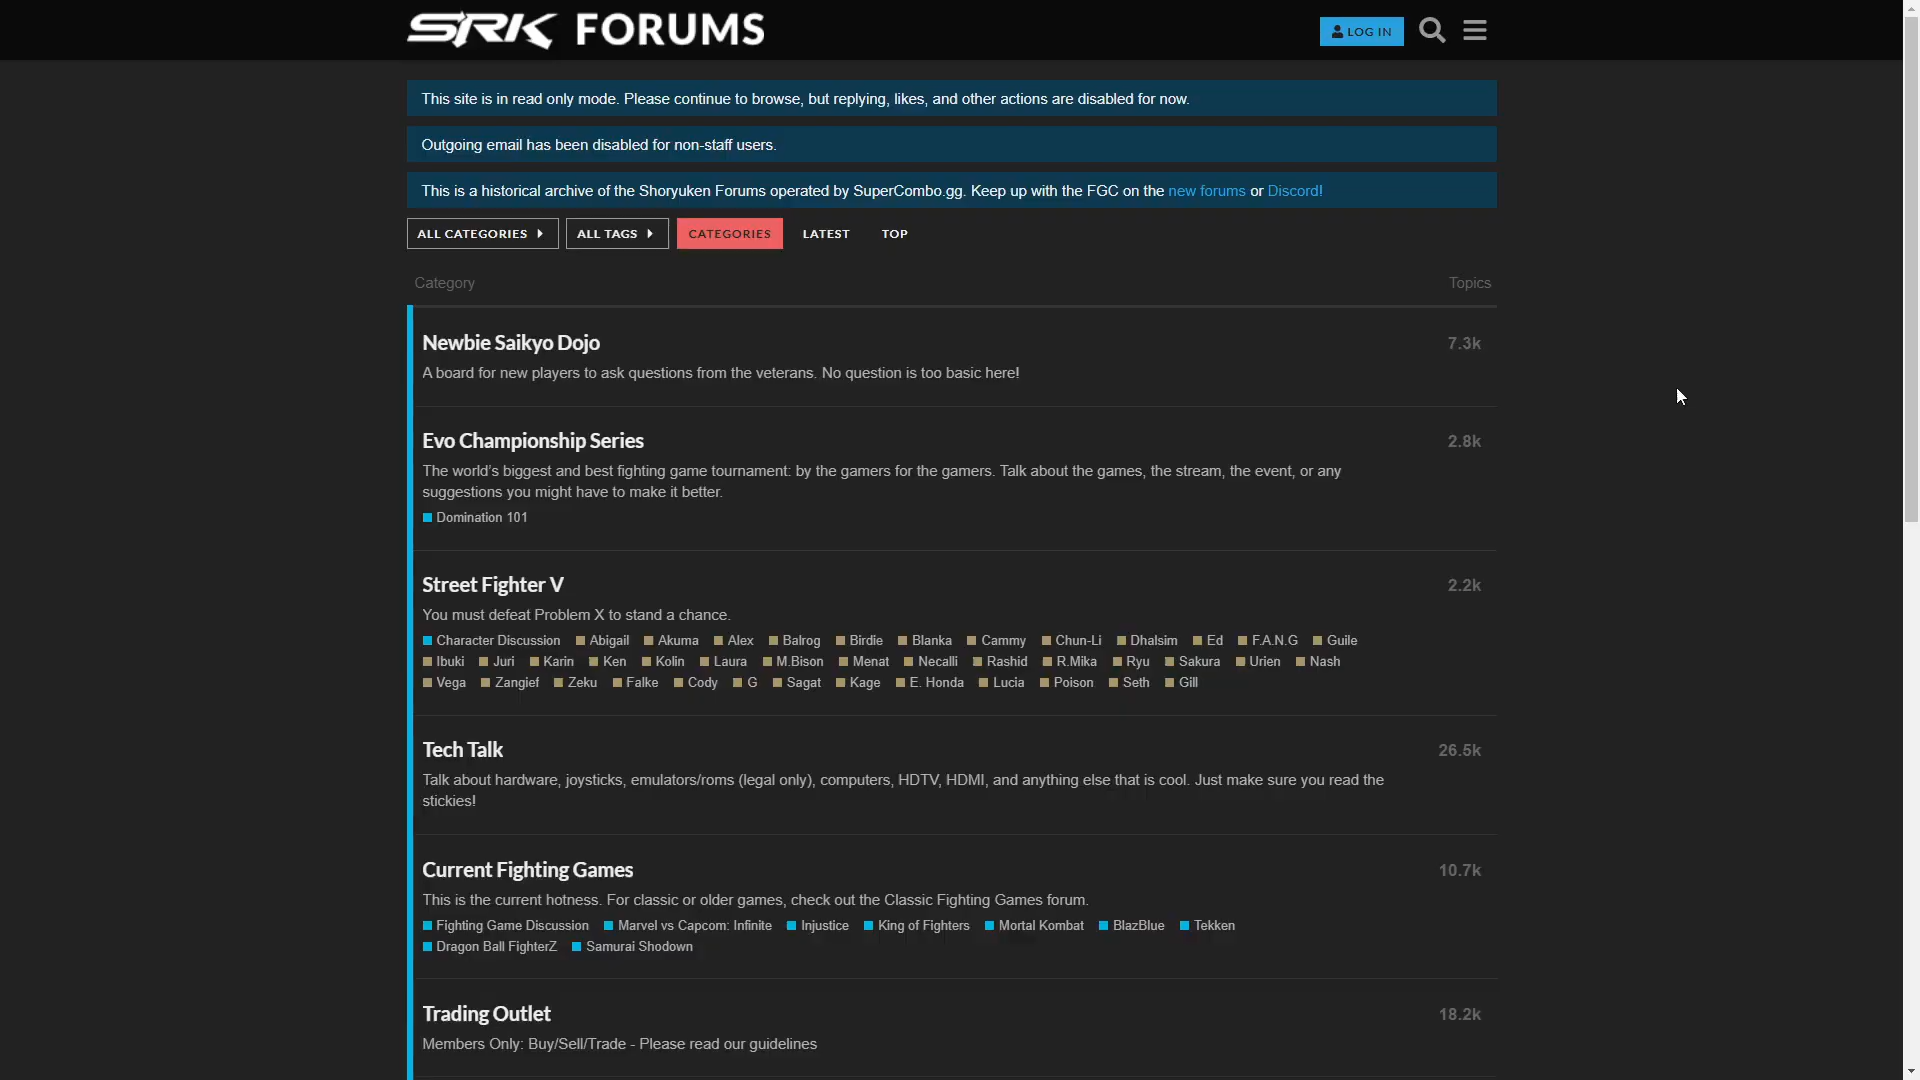 SRK FORUMS
LOG IN
This site is in read only mode. Please continue to browse, but replying, likes, and other actions are disabled for now.
Outgoing email has been disabled for non-staff users.
This is a historical archive of the Shoryuken Forums operated by SuperCombo.gg. Keep up with the FGC on the new forums or Discord!
ALL CATEGORIES ALL TAGS CATEGORIES LATEST TOP
Category Topics
Newbie Saikyo Dojo 7.3k
A board for new players to ask questions from the veterans. No question is too basic here!
Evo Championship Series 2.8k
The world's biggest and best fighting game tournament: by the gamers for the gamers. Talk about the games, the stream, the event, or any
suggestions you might have to make it better.
Domination 101
Street Fighter V 2.2k
You must defeat Problem X to stand a chance.
Character Discussion Abigail Akuma Alex Balrog Birdie Blanka Cammy Chun-Li Dhalsim Ed F.A.N.G Guile
Ibuki Juri Karin Ken Kolin Laura M.Bison Menat Necalli Rashid R.Mika Ryu Sakura Urien Nash
Vega Zangief Zeku Falke Cody G Sagat Kage E. Honda Lucia Poison Seth Gill
Tech Talk 26.5k
Talk about hardware, joysticks, emulators/roms (legal only), computers, HDTV, HDMI, and anything else that is cool. Just make sure you read the
stickies!
Current Fighting Games 10.7k
This is the current hotness. For classic or older games, check out the Classic Fighting Games forum.
Fighting Game Discussion Marvel vs Capcom: Infinite Injustice King of Fighters Mortal Kombat BlazBlue Tekken
Dragon Ball FighterZ Samurai Shodown
Trading Outlet 18.2k
Members Only: Buy/Sell/Trade - Please read our guidelines